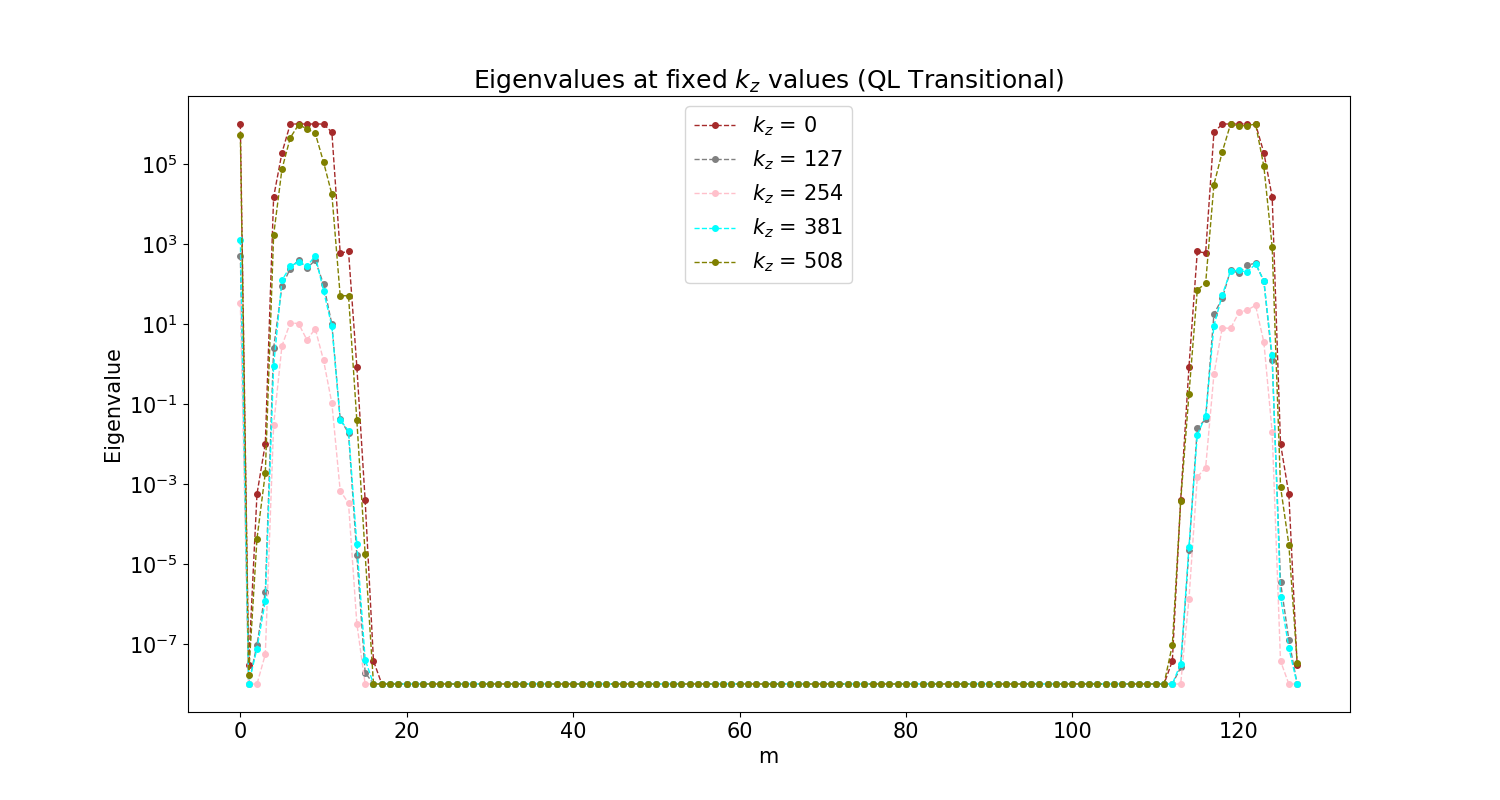 Eigenvalues at fixed $k_z$ values (QL Transitional)
$k_z$ = 0
$k_z$ = 127
$k_z$ = 254
$k_z$ = 381
$k_z$ = 508
Eigenvalue
$10^5$
$10^3$
$10^1$
$10^{-1}$
$10^{-3}$
$10^{-5}$
$10^{-7}$
0 20 40 60 80 100 120
m